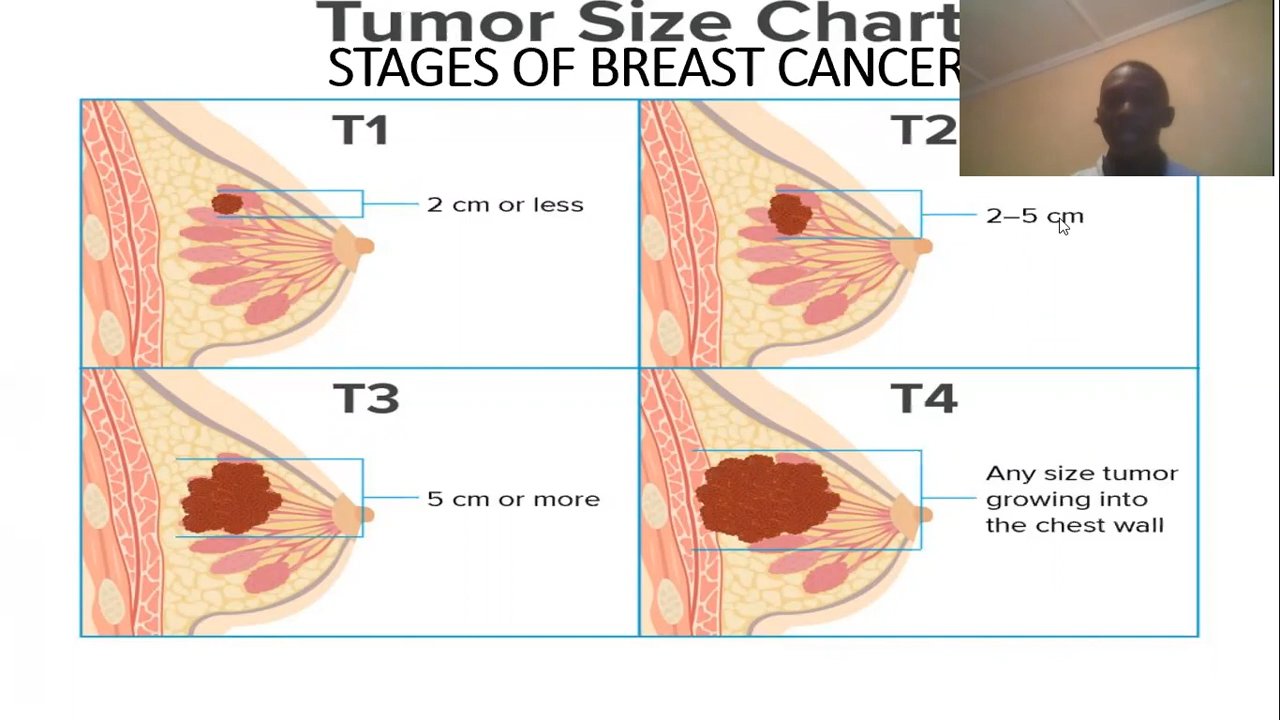 Tumor Size Chart
STAGES OF BREAST CANCER
T1
2 cm or less
T2
2–5 cm
T3
5 cm or more
T4
Any size tumor
growing into
the chest wall